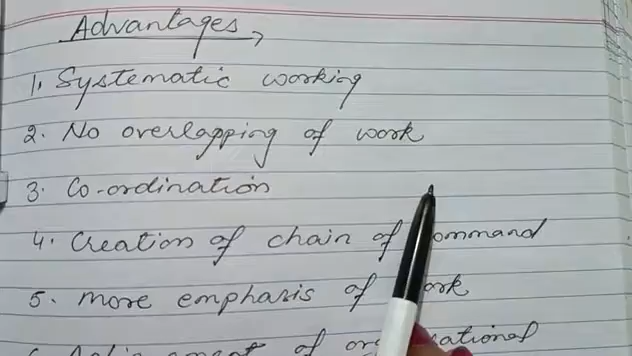 Advantages
1. Systematic working
2. No overlapping of work
3. Co-ordination
4. Creation of chain of command
5. more emphasis of work
of